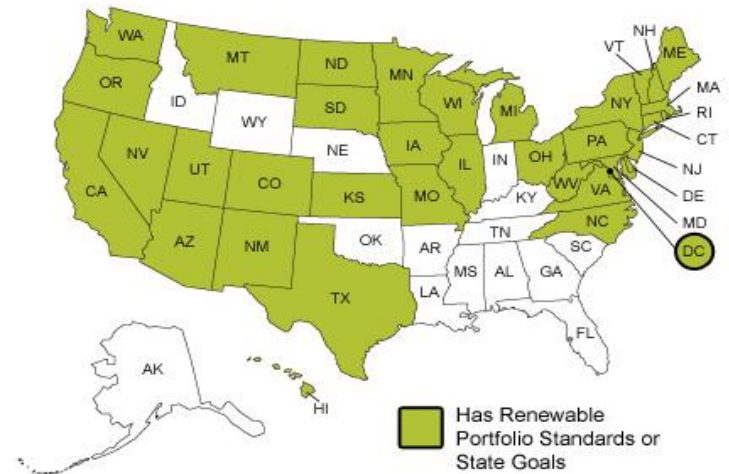 NH
VT
WA
ME
MT
ND
MN
OR
MA
ID
SD
WI
MI
NY
RI
WY
CT
IA
PA
NE
NV
IL
IN
OH
NJ
UT
CO
WV
DE
CA
KS
MO
VA
KY
MD
NC
TN
AZ
NM
OK
AR
SC
DC
MS
AL
GA
TX
LA
FL
AK
HI
Has Renewable
Portfolio Standards or
State Goals